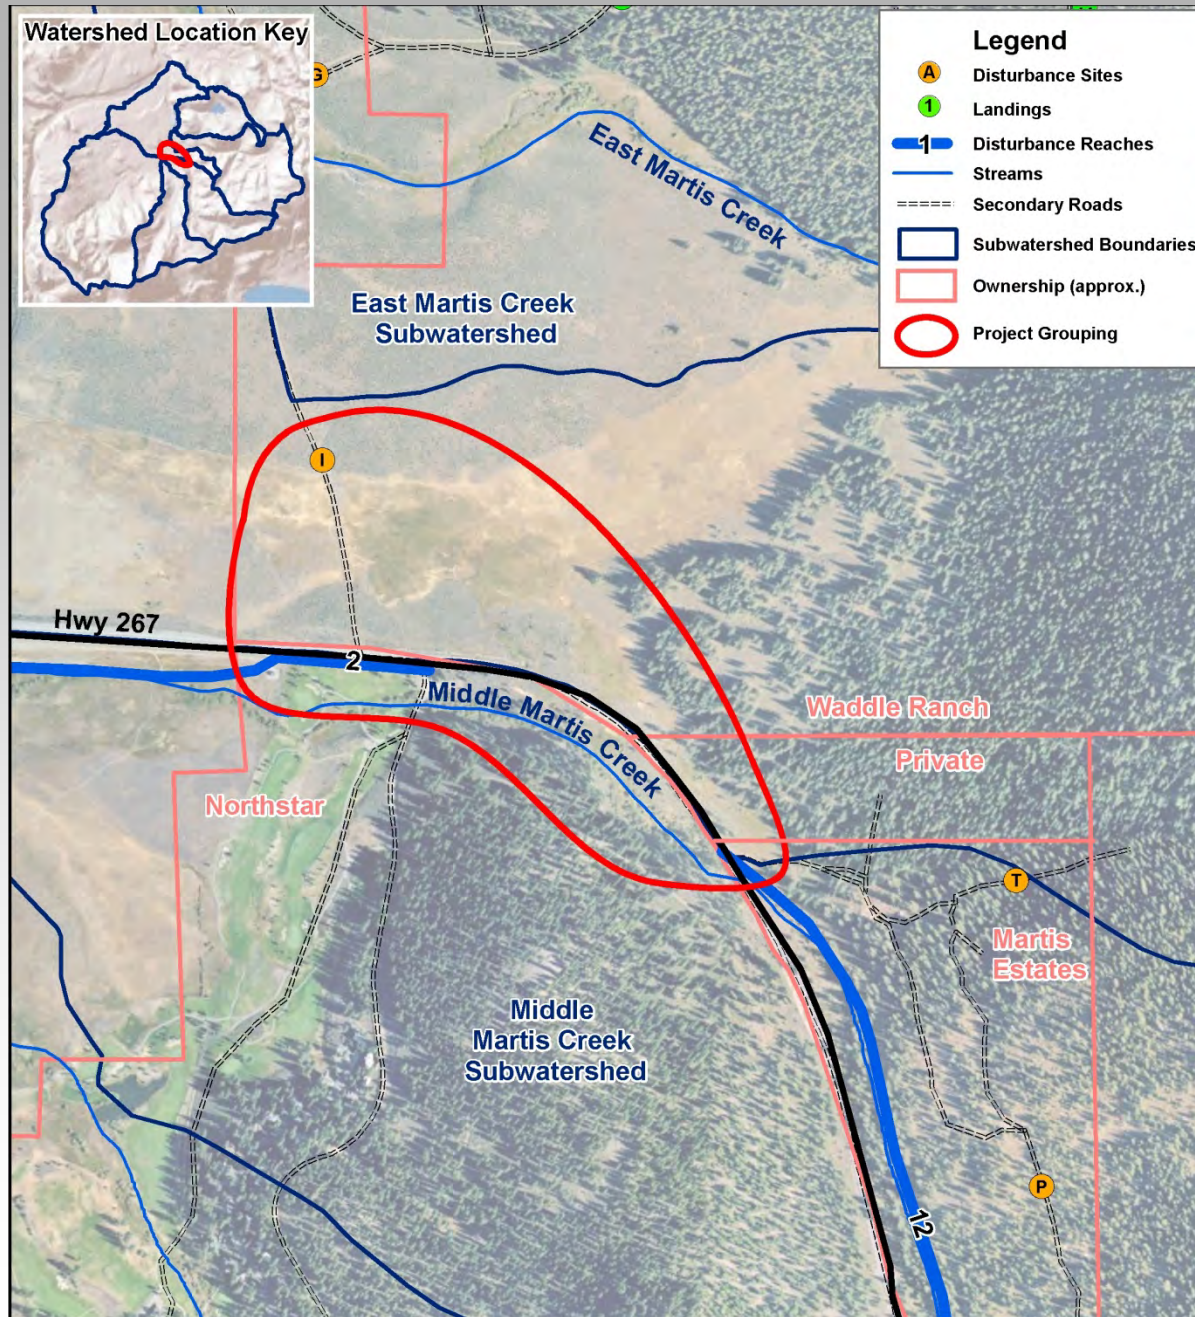 Watershed Location Key
G
Legend
A
Disturbance Sites
1
Landings
1
Disturbance Reaches
Streams
Secondary Roads
Subwatershed Boundaries
Ownership (approx.)
Project Grouping
East Martis Creek
East Martis Creek
Subwatershed
I
Hwy 267
2
Middle Martis Creek
Waddle Ranch
Private
Northstar
T
Martis
Estates
Middle
Martis Creek
Subwatershed
P
12